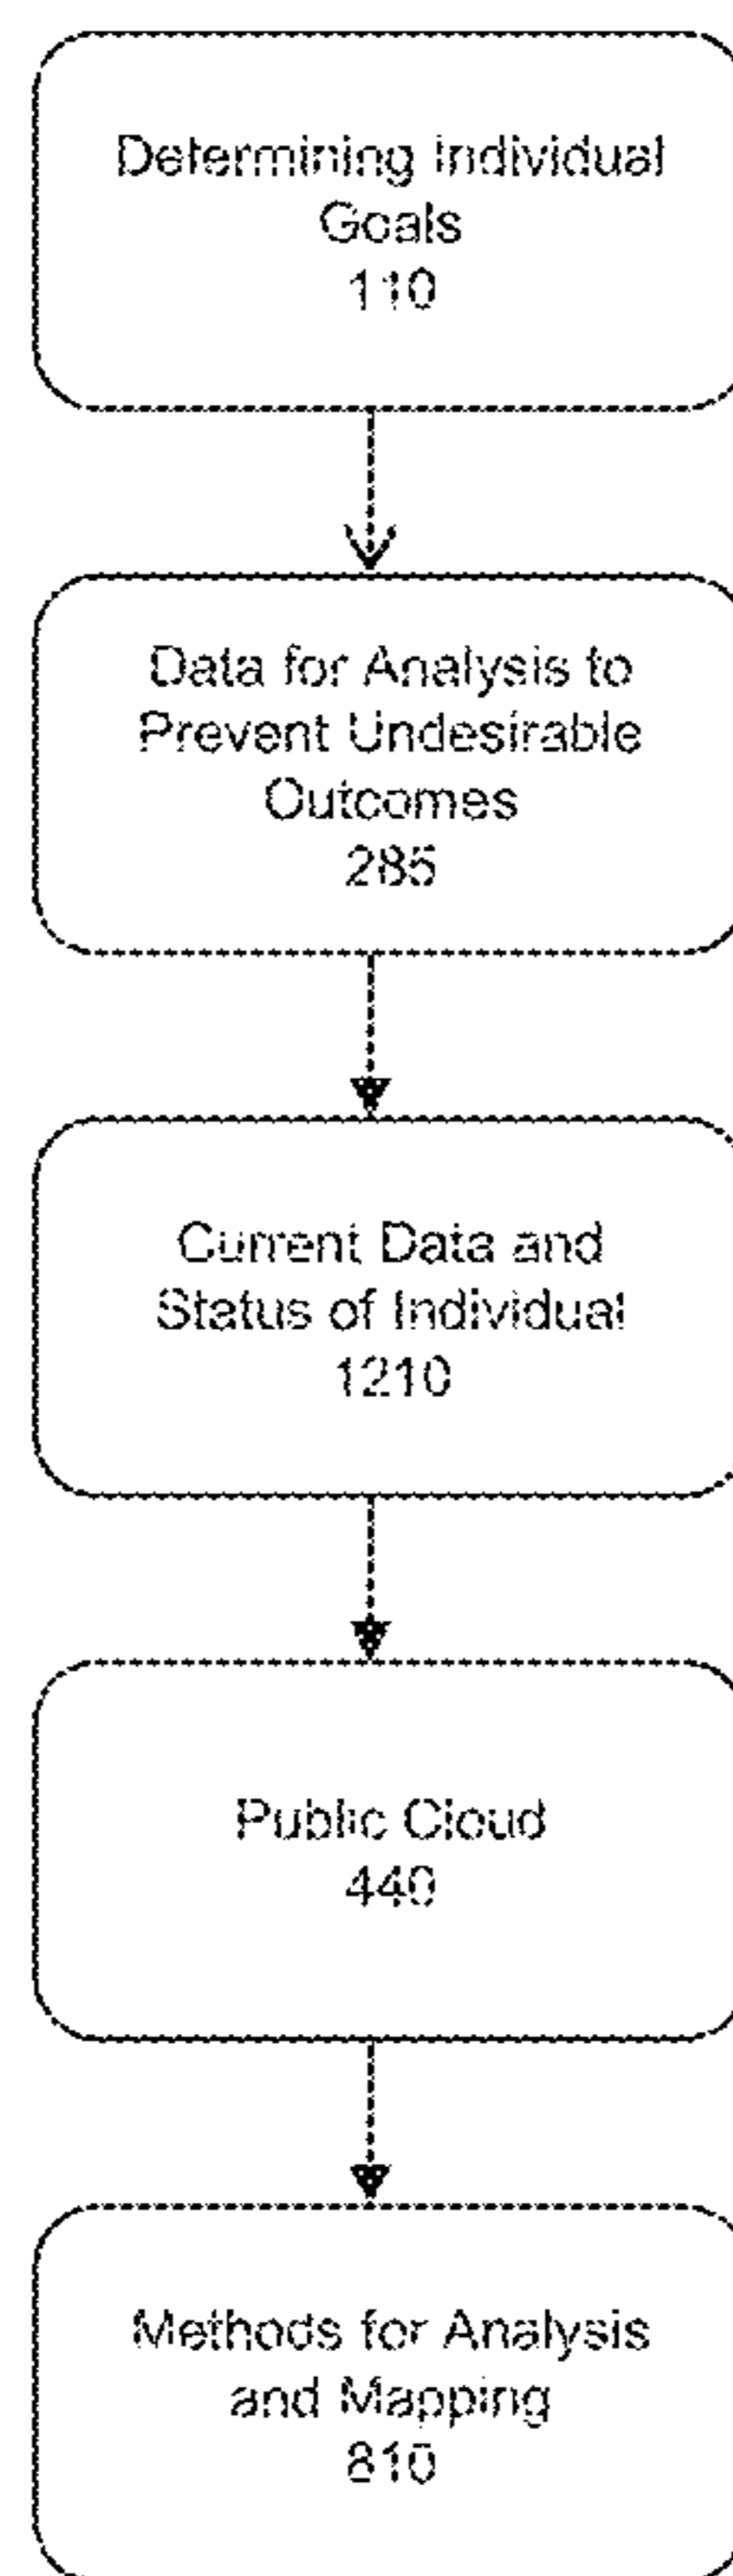 Determining Individual
Goals
110
Data for Analysis to
Prevent Undesirable
Outcomes
285
Current Data and
Status of Individual
1210
Public Cloud
440
Methods for Analysis
and Mapping
810